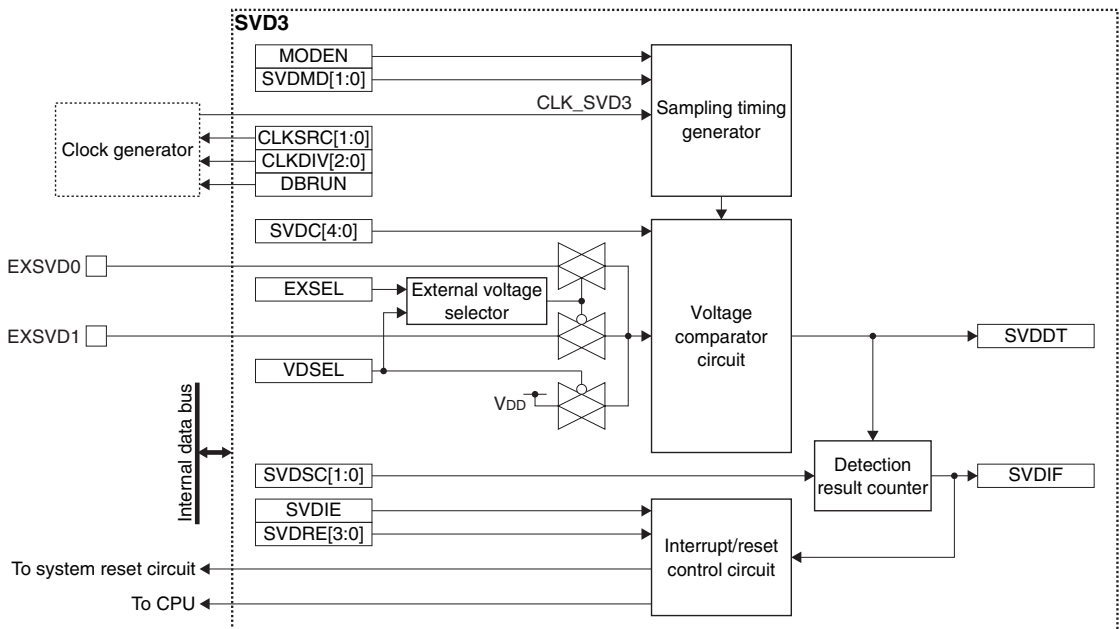 SVD3
MODEN
SVDMD[1:0]
CLK_SVD3
Sampling timing
generator
Clock generator
CLKSRC[1:0]
CLKDIV[2:0]
DBRUN
SVDC[4:0]
EXSVD0
EXSEL
External voltage
selector
EXSVD1
Voltage
comparator
circuit
SVDDT
VDSEL
VDD
Internal data bus
SVDSC[1:0]
Detection
result counter
SVDIF
SVDIE
SVDRE[3:0]
Interrupt/reset
control circuit
To system reset circuit
To CPU